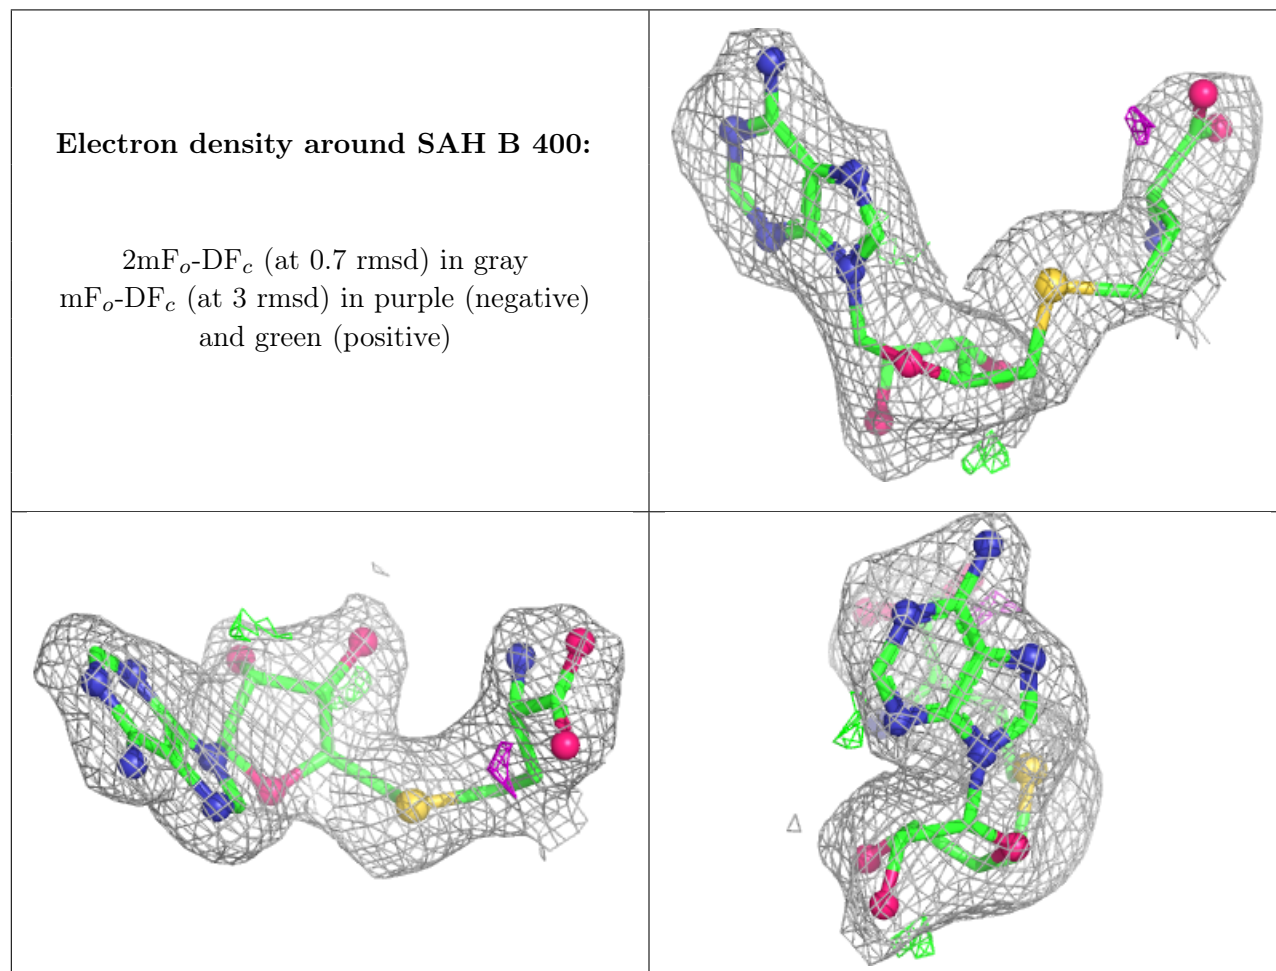 Electron density around SAH B 400:
2mFo-DFc (at 0.7 rmsd) in gray
mFo-DFc (at 3 rmsd) in purple (negative)
and green (positive)